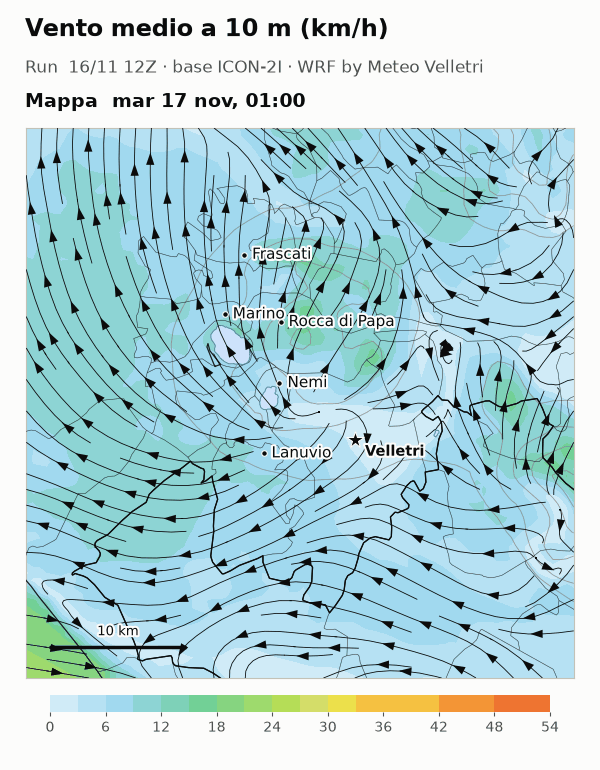 Vento medio a 10 m (km/h)
Run 16/11 12Z · base ICON-2I · WRF by Meteo Velletri
Mappa mar 17 nov, 01:00
Frascati
Marino
Rocca di Papa
Nemi
Lanuvio
Velletri
10 km
0 6 12 18 24 30 36 42 48 54